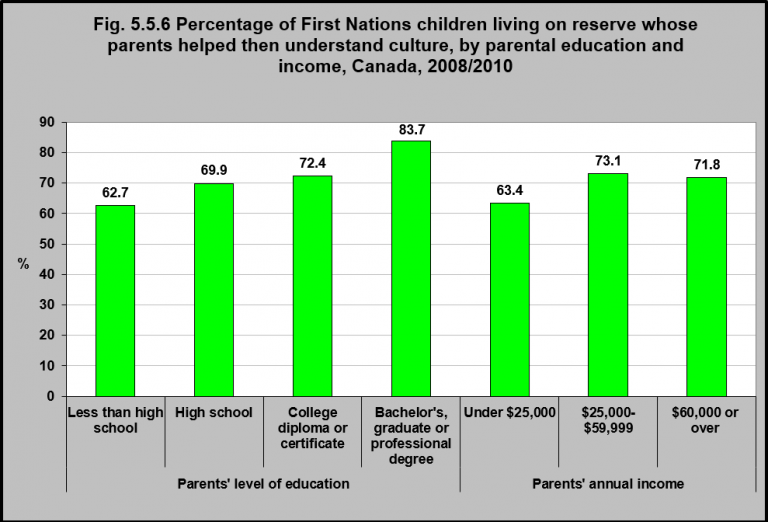 Fig. 5.5.6 Percentage of First Nations children living on reserve whose
parents helped then understand culture, by parental education and
income, Canada, 2008/2010
90
80
70
60
50
40
30
20
10
0
%
62.7
69.9
72.4
83.7
63.4
73.1
71.8
Less than high
school
High school
College
diploma or
certificate
Bachelor's,
graduate or
professional
degree
Under $25,000
$25,000-
$59,999
$60,000 or
over
Parents' level of education
Parents' annual income